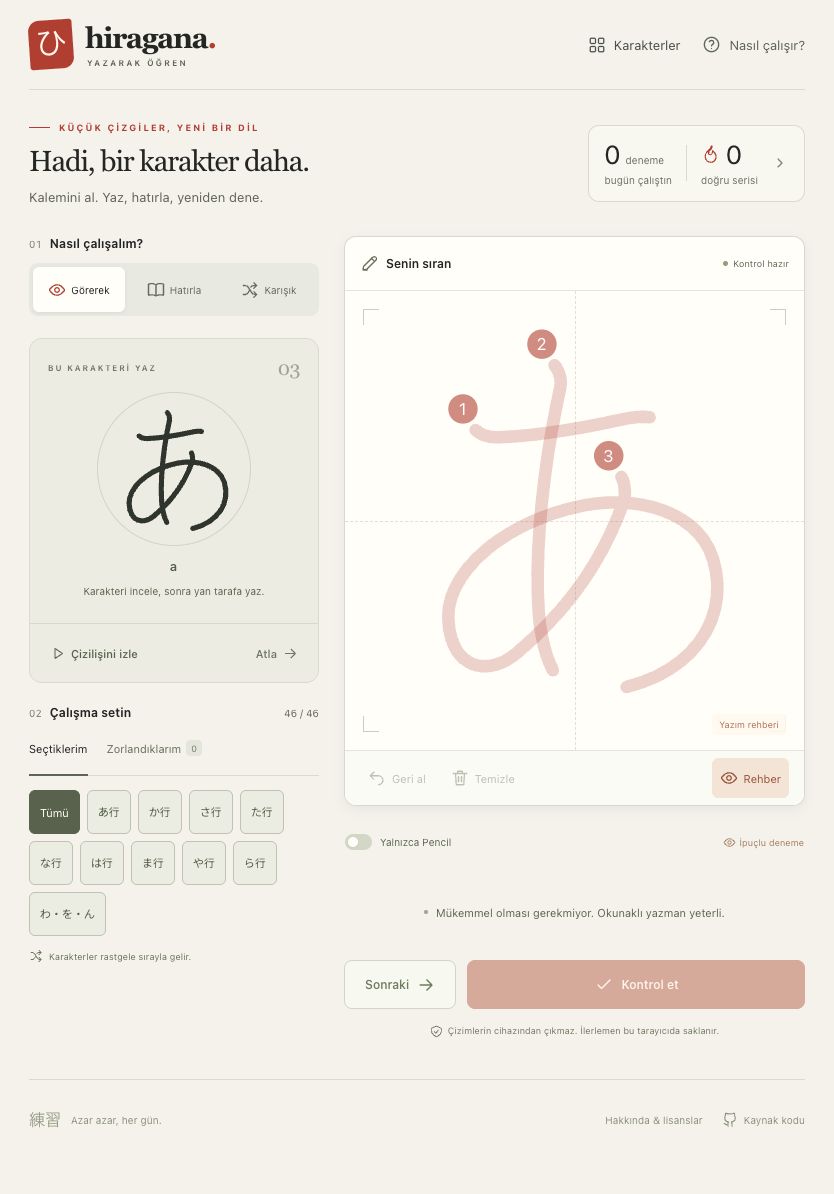 ひ hiragana.
YAZARAK ÖĞREN
Karakterler
Nasıl çalışır?
KÜÇÜK ÇİZGİLER, YENİ BİR DİL
Hadi, bir karakter daha.
Kalemini al. Yaz, hatırla, yeniden dene.
0 deneme
bugün çalıştın
0
doğru serisi
01 Nasıl çalışalım?
Görerek
Hatırla
Karışık
BU KARAKTERİ YAZ
03
あ
a
Karakteri incele, sonra yan tarafa yaz.
Çizilişini izle
Atla
02 Çalışma setin
46 / 46
Seçtiklerim
Zorlandıklarım 0
Tümü あ行 か行 さ行 た行
な行 は行 ま行 や行 ら行
わ・を・ん
Karakterler rastgele sırayla gelir.
Senin sıran
Kontrol hazır
1
2
3
あ
Yazım rehberi
Geri al
Temizle
Rehber
Yalnızca Pencil
İpuçlu deneme
Mükemmel olması gerekmiyor. Okunaklı yazman yeterli.
Sonraki
Kontrol et
Çizimlerin cihazından çıkmaz. İlerlemen bu tarayıcıda saklanır.
練習 Azar azar, her gün.
Hakkında & lisanslar
Kaynak kodu